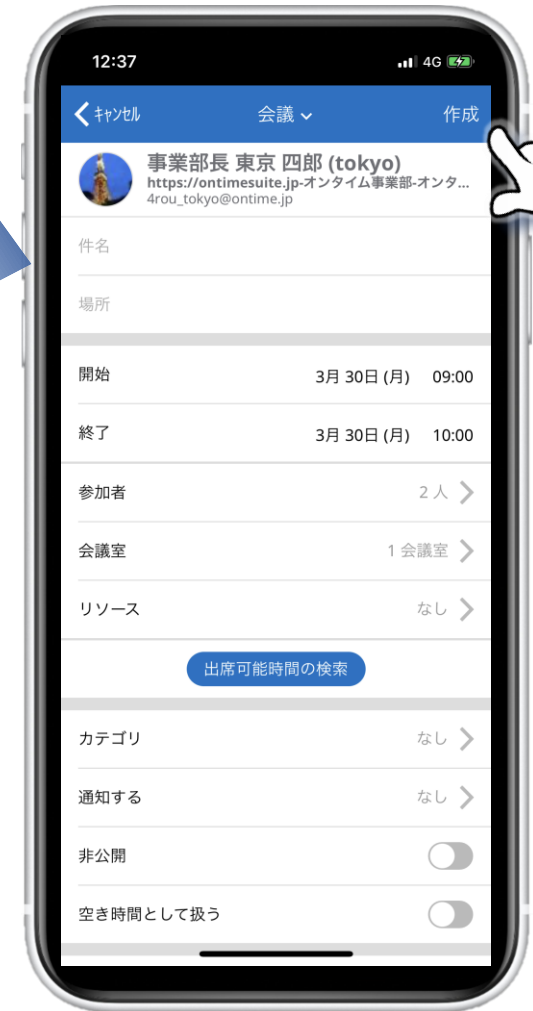 12:37 4G
キャンセル 会議 作成
事業部長 東京 四郎 (tokyo)
https://ontimesuite.jp-オンタイム事業部-オンタ...
4rou_tokyo@ontime.jp
件名
場所
開始 3月 30日 (月) 09:00
終了 3月 30日 (月) 10:00
参加者 2 人
会議室 1 会議室
リソース なし
出席可能時間の検索
カテゴリ なし
通知する なし
非公開
空き時間として扱う